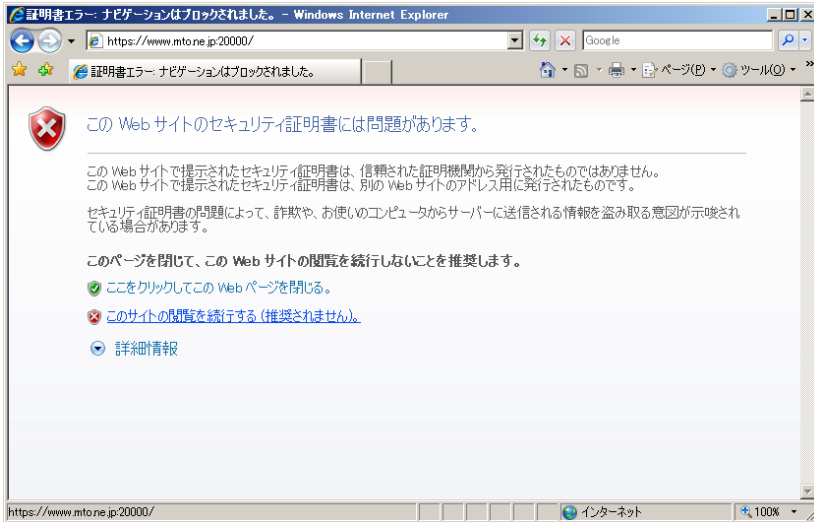 証明書エラー: ナビゲーションはブロックされました。 - Windows Internet Explorer
https://www.mto.ne.jp:20000/
Google
証明書エラー: ナビゲーションはブロックされました。
ページ(P) ツール(O) »
この Web サイトのセキュリティ証明書には問題があります。
この Web サイトで提示されたセキュリティ証明書は、信頼された証明機関から発行されたものではありません。
この Web サイトで提示されたセキュリティ証明書は、別の Web サイトのアドレス用に発行されたものです。
セキュリティ証明書の問題によって、詐欺や、お使いのコンピュータからサーバーに送信される情報を盗み取る意図が示唆され
ている場合があります。
このページを閉じて、この Web サイトの閲覧を続行しないことを推奨します。
ここをクリックしてこの Web ページを閉じる。
このサイトの閲覧を続行する (推奨されません)。
詳細情報
https://www.mto.ne.jp:20000/
インターネット
100%